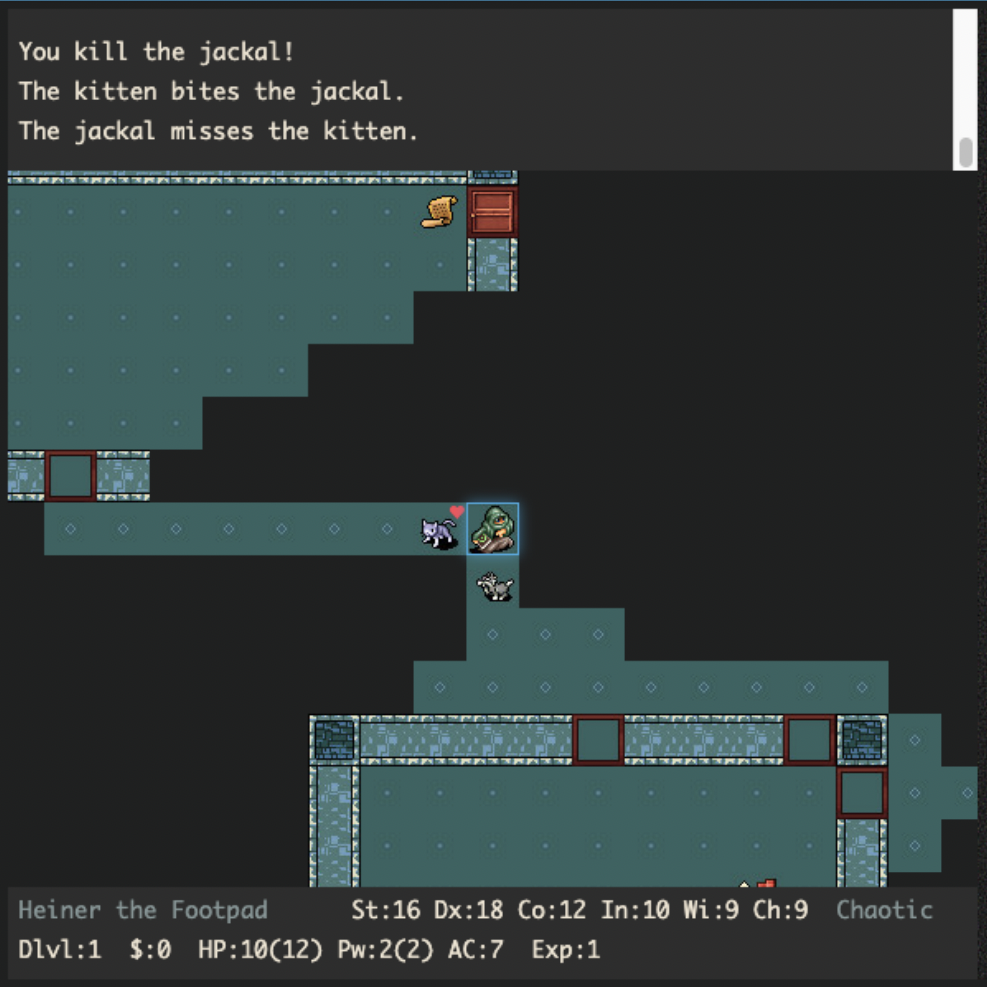 You kill the jackal!
The kitten bites the jackal.
The jackal misses the kitten.
Heiner the Footpad St:16 Dx:18 Co:12 In:10 Wi:9 Ch:9 Chaotic
Dlvl:1 $:0 HP:10(12) Pw:2(2) AC:7 Exp:1